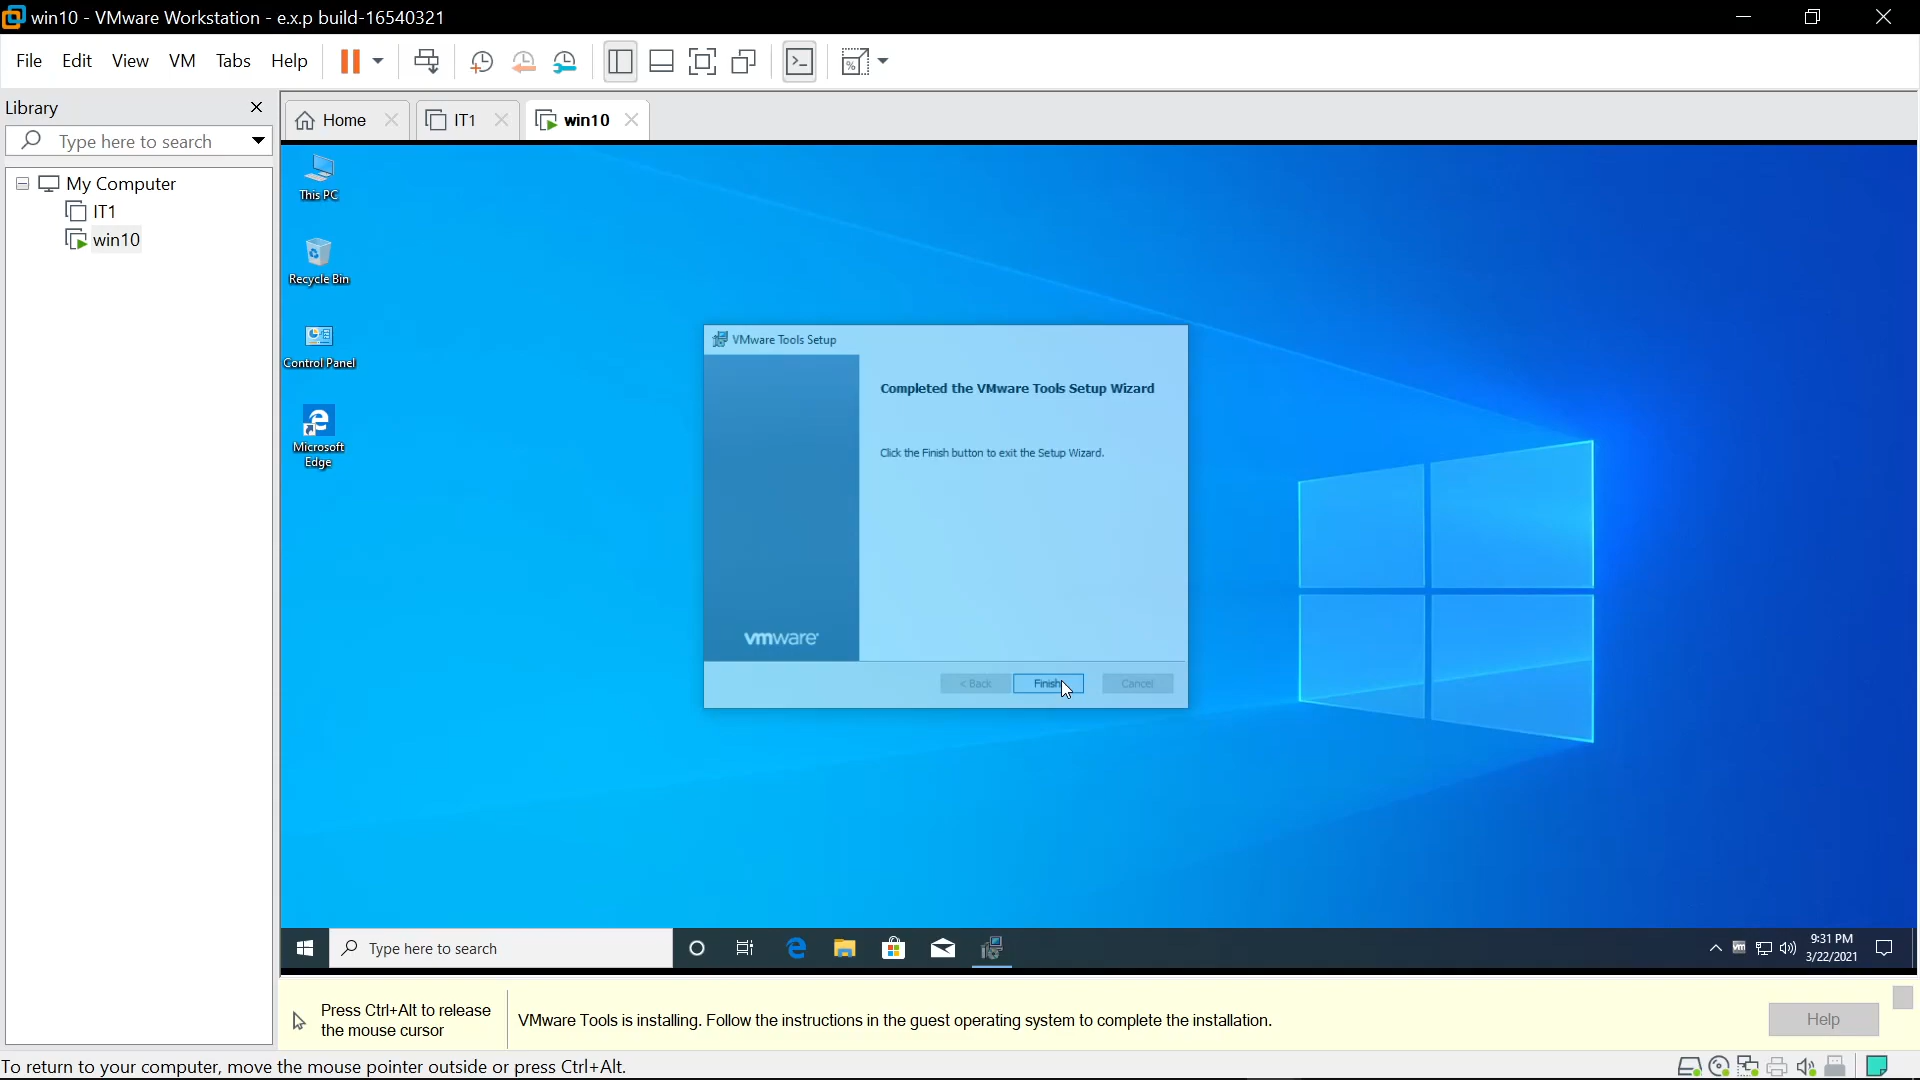 win10 - VMware Workstation - e.x.p build-16540321
File Edit View VM Tabs Help
Library
Home
IT1
win10
Type here to search
My Computer
IT1
win10
This PC
Recycle Bin
Control Panel
Microsoft
Edge
VMware Tools Setup
Completed the VMware Tools Setup Wizard
Click the Finish button to exit the Setup Wizard.
vmware
< Back
Finish
Cancel
Type here to search
vm
9:31 PM
3/22/2021
Press Ctrl+Alt to release
the mouse cursor
VMware Tools is installing. Follow the instructions in the guest operating system to complete the installation.
Help
To return to your computer, move the mouse pointer outside or press Ctrl+Alt.